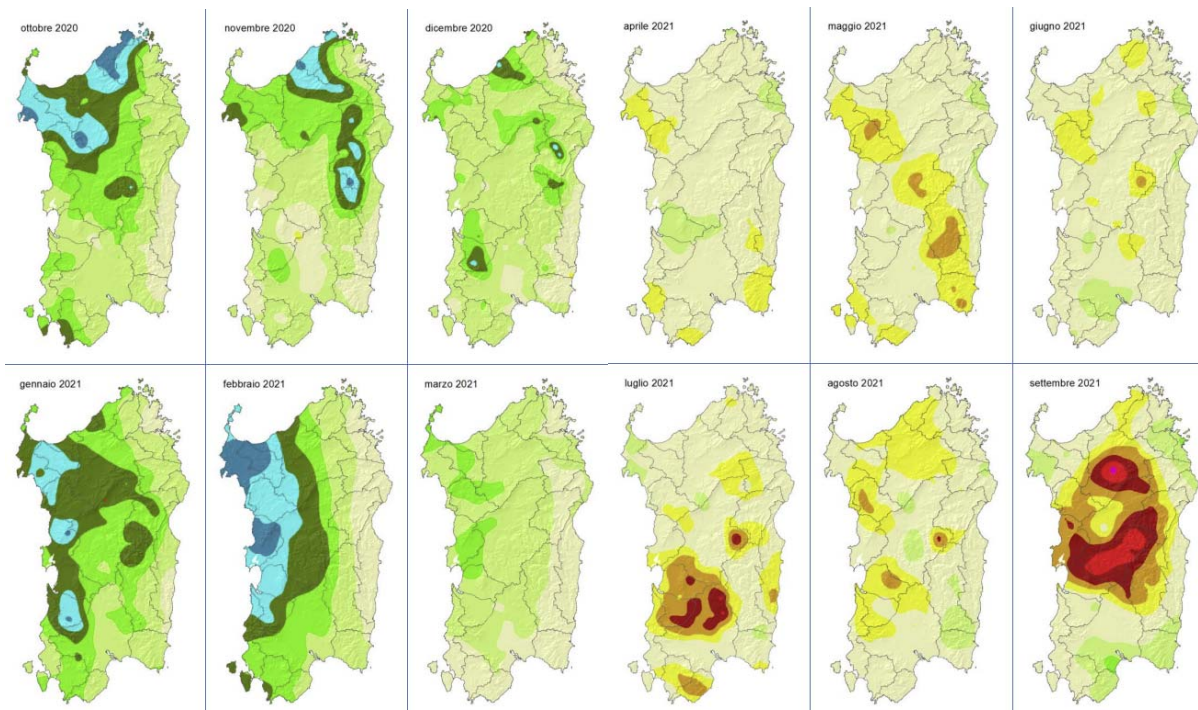 ottobre 2020
novembre 2020
dicembre 2020
aprile 2021
maggio 2021
giugno 2021
gennaio 2021
febbraio 2021
marzo 2021
luglio 2021
agosto 2021
settembre 2021